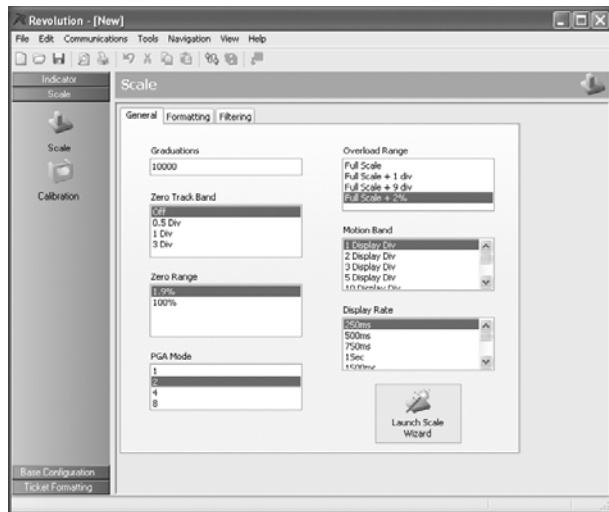 Revolution - [New]
File Edit Communications Tools Navigation View Help
Indicator
Scale
Scale
Scale
Calibration
Base Configuration
Ticket Formatting
General Formatting Filtering
Graduations
10000
Zero Track Band
Off
0.5 Div
1 Div
3 Div
Zero Range
1.9%
100%
PGA Mode
1
2
4
8
Overload Range
Full Scale
Full Scale + 1 div
Full Scale + 9 div
Full Scale + 2%
Motion Band
1 Display Div
2 Display Div
3 Display Div
5 Display Div
10 Display Div
Display Rate
250ms
500ms
750ms
1Sec
1500ms
Launch Scale
Wizard